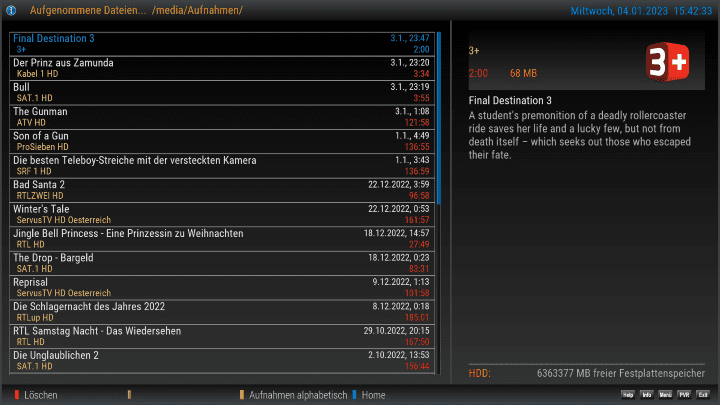 Aufgenommene Dateien... /media/Aufnahmen/
Mittwoch, 04.01.2023 15:42:33
Final Destination 3 3.1., 23:47
3+ 2:00
Der Prinz aus Zamunda 3.1., 23:20
Kabel 1 HD 3:34
Bull 3.1., 23:19
SAT.1 HD 3:55
The Gunman 3.1., 1:08
ATV HD 121:58
Son of a Gun 1.1., 4:49
ProSieben HD 136:55
Die besten Teleboy-Streiche mit der versteckten Kamera 1.1., 3:43
SRF 1 HD 136:59
Bad Santa 2 22.12.2022, 3:59
RTLZWEI HD 96:58
Winter's Tale 22.12.2022, 0:53
ServusTV HD Oesterreich 161:57
Jingle Bell Princess - Eine Prinzessin zu Weihnachten 18.12.2022, 14:57
RTL HD 27:49
The Drop - Bargeld 18.12.2022, 0:23
SAT.1 HD 83:31
Reprisal 9.12.2022, 1:13
ServusTV HD Oesterreich 101:58
Die Schlagernacht des Jahres 2022 8.12.2022, 0:18
RTLup HD 185:01
RTL Samstag Nacht - Das Wiedersehen 29.10.2022, 20:15
RTL HD 167:50
Die Unglaublichen 2 2.10.2022, 13:53
SAT.1 HD 156:44
3+
2:00 68 MB
3+
Final Destination 3
A student's premonition of a deadly rollercoaster
ride saves her life and a lucky few, but not from
death itself – which seeks out those who escaped
their fate.
HDD: 6363377 MB freier Festplattenspeicher
Löschen Aufnahmen alphabetisch Home
Help Info Menü PVR Exit